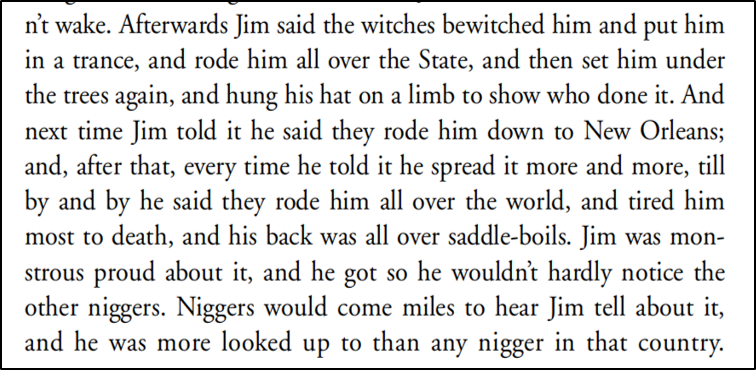 n't wake. Afterwards Jim said the witches bewitched him and put him
in a trance, and rode him all over the State, and then set him under
the trees again, and hung his hat on a limb to show who done it. And
next time Jim told it he said they rode him down to New Orleans;
and, after that, every time he told it he spread it more and more, till
by and by he said they rode him all over the world, and tired him
most to death, and his back was all over saddle-boils. Jim was mon-
strous proud about it, and he got so he wouldn't hardly notice the
other niggers. Niggers would come miles to hear Jim tell about it,
and he was more looked up to than any nigger in that country.